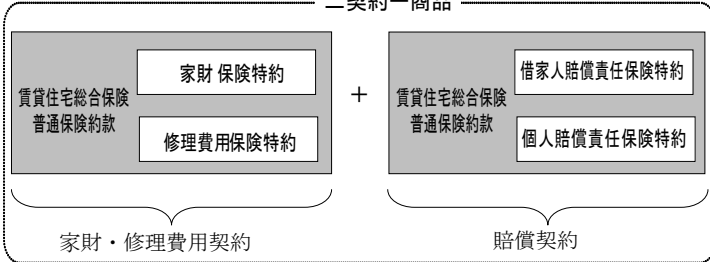 二契約一商品
賃貸住宅総合保険
普通保険約款
家財保険特約
修理費用保険特約
+
賃貸住宅総合保険
普通保険約款
借家人賠償責任保険特約
個人賠償責任保険特約
家財・修理費用契約
賠償契約